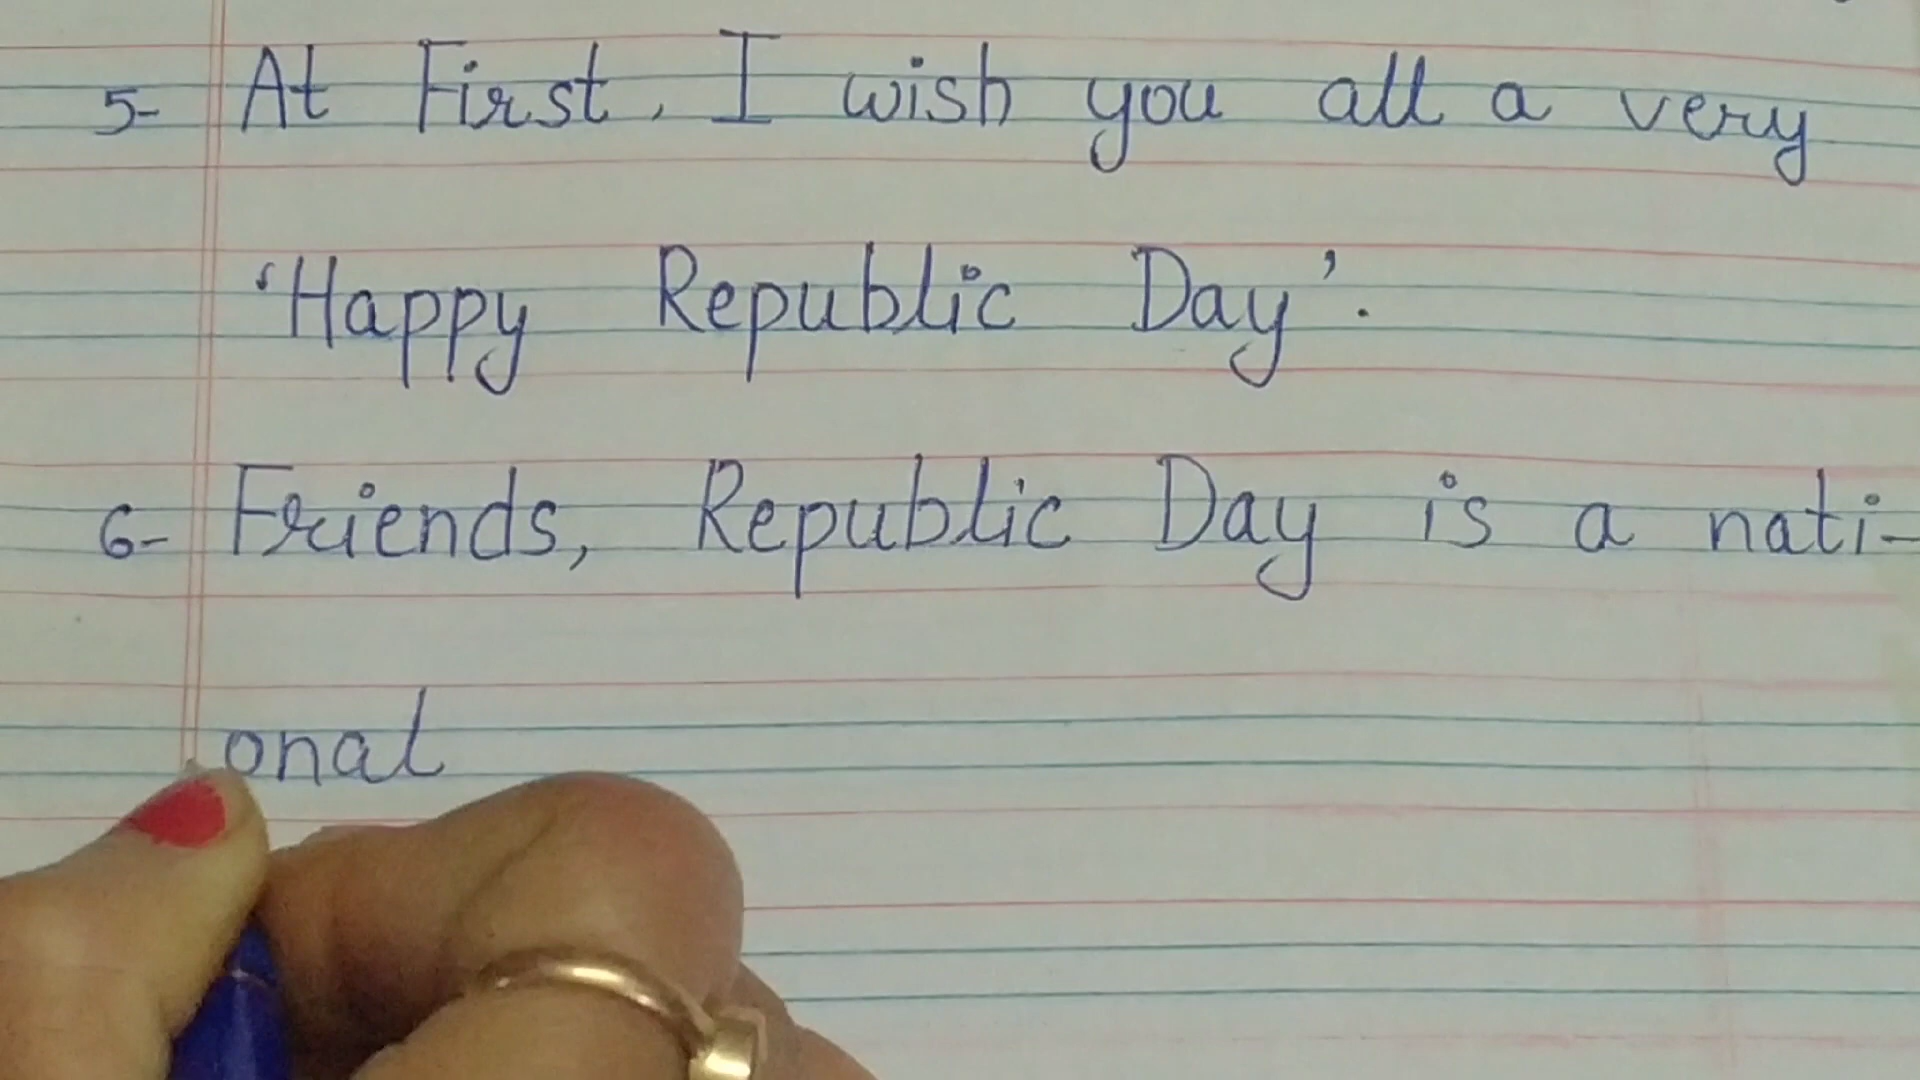 5- At First, I wish you all a very
'Happy Republic Day'.
6- Friends, Republic Day is a nati-
onal